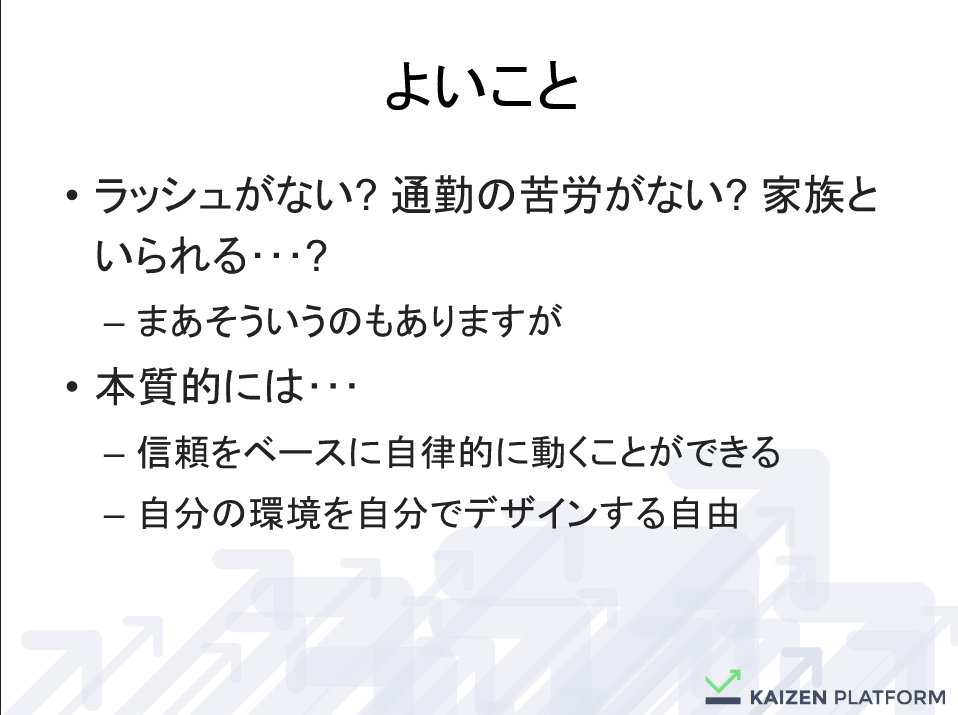 よいこと
• ラッシュがない? 通勤の苦労がない? 家族と
いられる･･･?
– まあそういうのもありますが
• 本質的には･･･
– 信頼をベースに自律的に動くことができる
– 自分の環境を自分でデザインする自由
KAIZEN PLATFORM